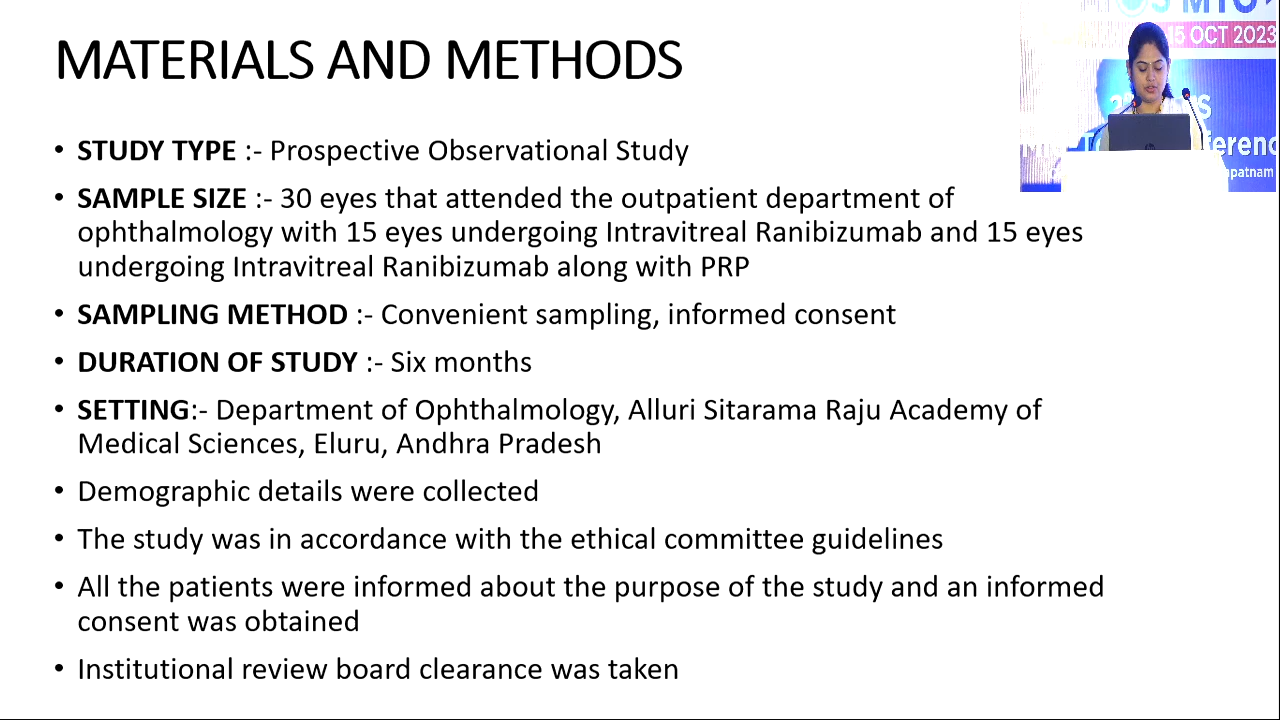 MATERIALS AND METHODS
15 OCT 2023
• STUDY TYPE :- Prospective Observational Study
• SAMPLE SIZE :- 30 eyes that attended the outpatient department of
ophthalmology with 15 eyes undergoing Intravitreal Ranibizumab and 15 eyes
undergoing Intravitreal Ranibizumab along with PRP
• SAMPLING METHOD :- Convenient sampling, informed consent
• DURATION OF STUDY :- Six months
• SETTING:- Department of Ophthalmology, Alluri Sitarama Raju Academy of
Medical Sciences, Eluru, Andhra Pradesh
• Demographic details were collected
• The study was in accordance with the ethical committee guidelines
• All the patients were informed about the purpose of the study and an informed
consent was obtained
• Institutional review board clearance was taken